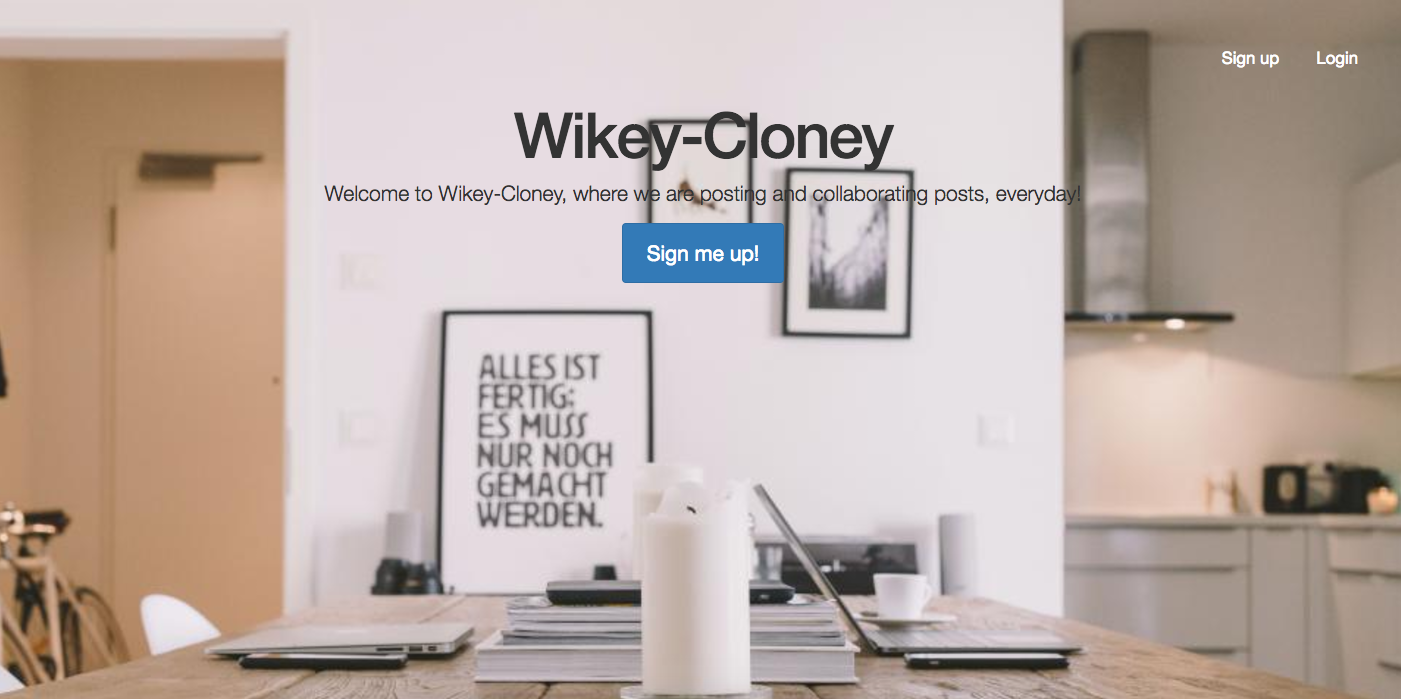 Sign up Login
Wikey-Cloney
Welcome to Wikey-Cloney, where we are posting and collaborating posts, everyday!
Sign me up!
ALLES IST
FERTIG;
ES MUSS
NUR NOCH
GEMACHT
WERDEN.